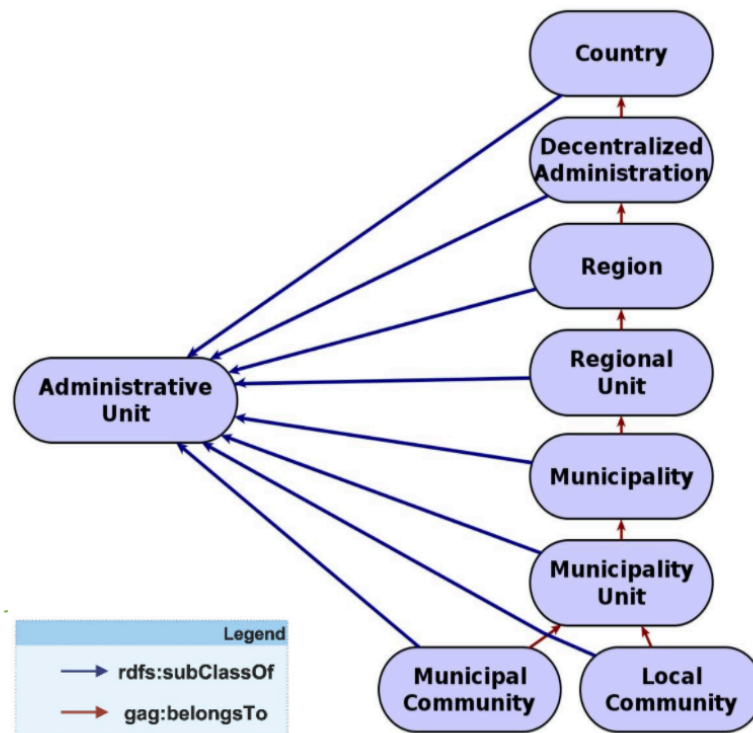 Country
Decentralized
Administration
Region
Administrative
Unit
Regional
Unit
Municipality
Municipality
Unit
Municipal
Community
Local
Community
Legend
rdfs:subClassOf
gag:belongsTo